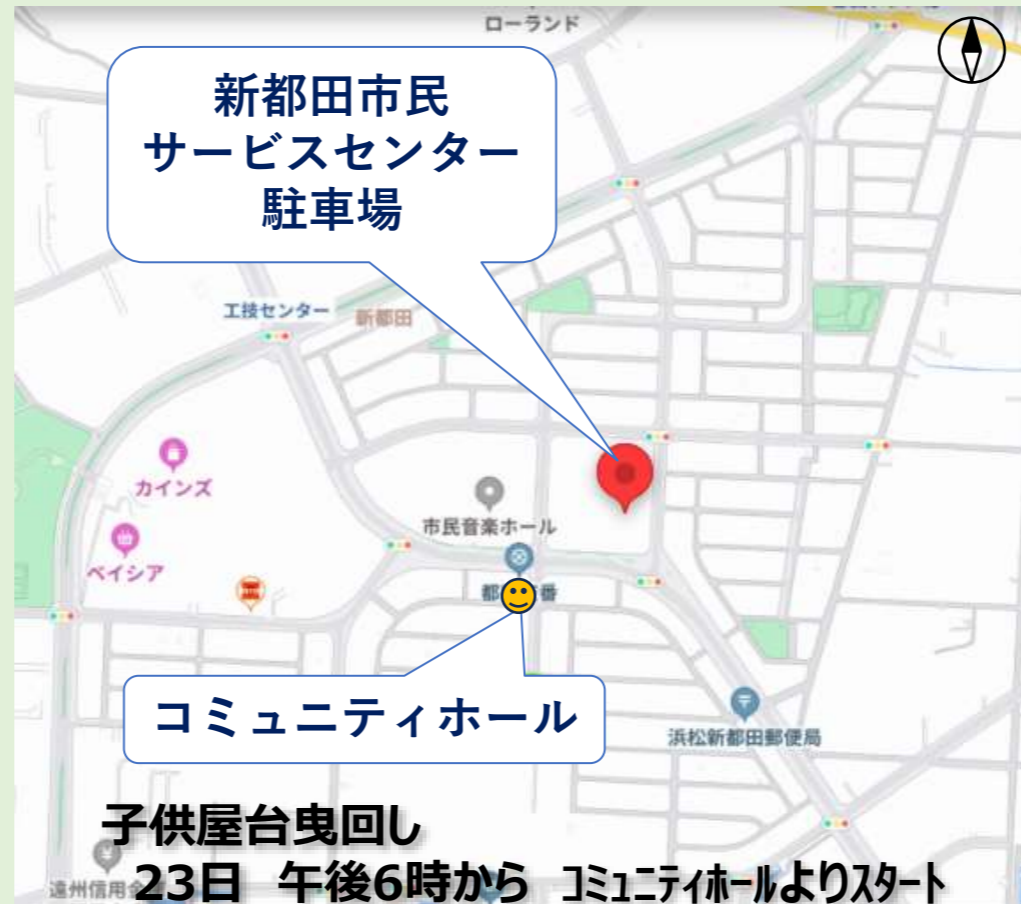 ローランド
新都田市民
サービスセンター
駐車場
工技センター
新都田
カインズ
市民音楽ホール
ベイシア
コミュニティホール
浜松新都田郵便局
子供屋台曳回し
遠州信用金
23日 午後6時から コミュニティホールよりスタート